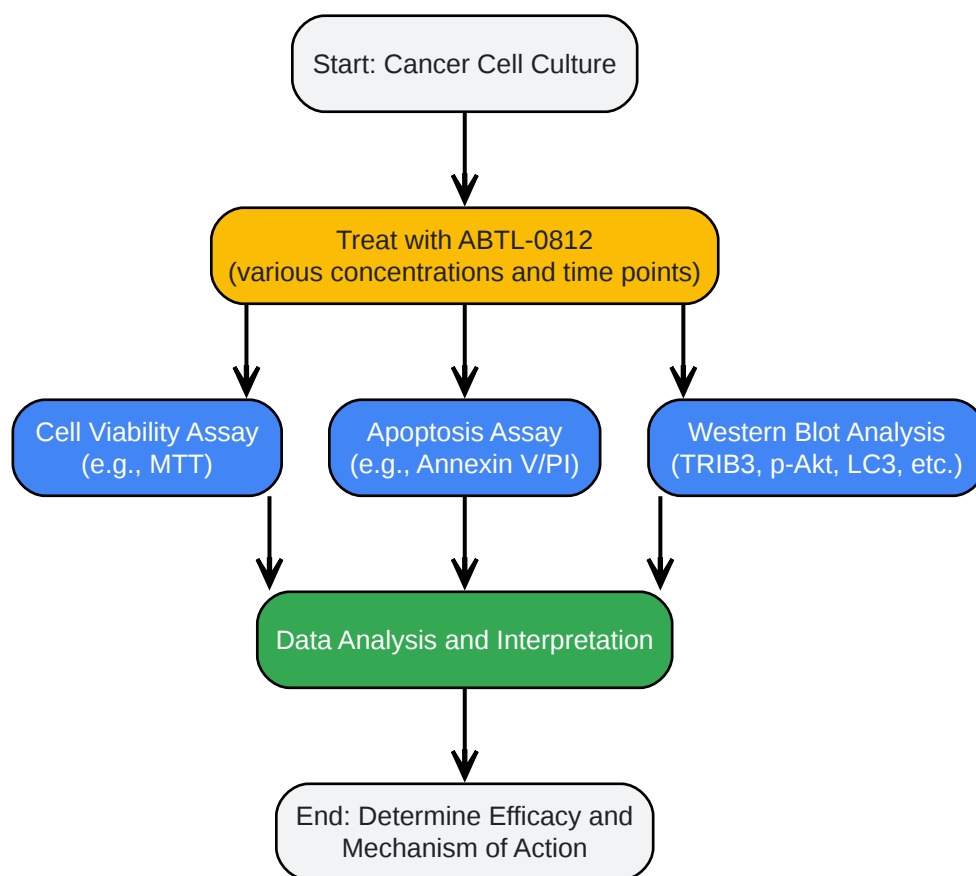 Start: Cancer Cell Culture
Treat with ABTL-0812
(various concentrations and time points)
Cell Viability Assay
(e.g., MTT)
Apoptosis Assay
(e.g., Annexin V/PI)
Western Blot Analysis
(TRIB3, p-Akt, LC3, etc.)
Data Analysis and Interpretation
End: Determine Efficacy and
Mechanism of Action